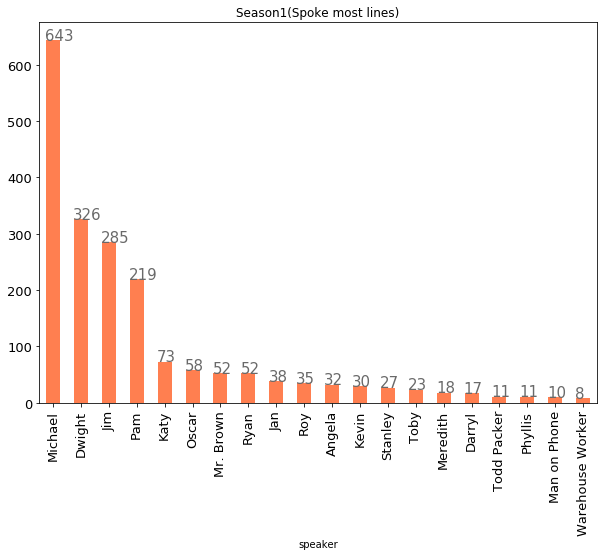 Season1(Spoke most lines)
600
500
400
300
200
100
0
643
326
285
219
73
58
52
52
38
35
32
30
27
23
18
17
11
11
10
8
Michael
Dwight
Jim
Pam
Katy
Oscar
Mr. Brown
Ryan
Jan
Roy
Angela
Kevin
Stanley
Toby
Meredith
Darryl
Todd Packer
Phyllis
Man on Phone
Warehouse Worker
speaker